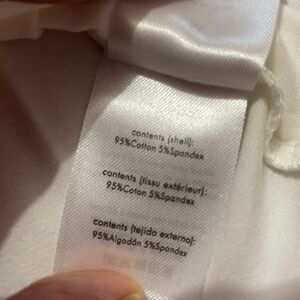 contents (shell):
95%Cotton 5%Spandex
contents (tissu extérieur):
95%Coton 5%Spandex
contents (tejido externo):
95%Algodón 5%Spandex